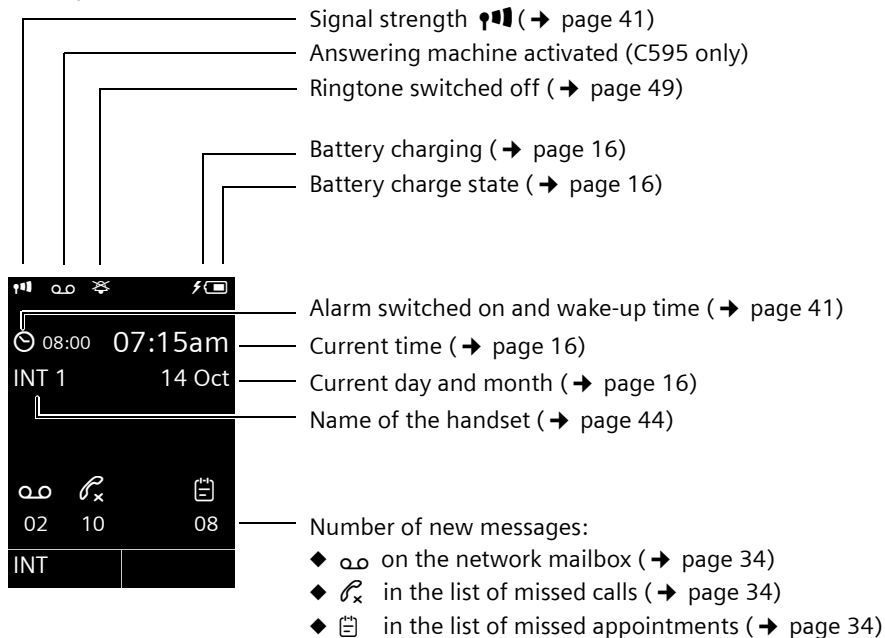 Signal strength (➔ page 41)
Answering machine activated (C595 only)
Ringtone switched off (➔ page 49)
Battery charging (➔ page 16)
Battery charge state (➔ page 16)
08:00 07:15am
INT 1 14 Oct
02 10 08
INT
Alarm switched on and wake-up time (➔ page 41)
Current time (➔ page 16)
Current day and month (➔ page 16)
Name of the handset (➔ page 44)
Number of new messages:
◆ on the network mailbox (➔ page 34)
◆ in the list of missed calls (➔ page 34)
◆ in the list of missed appointments (➔ page 34)